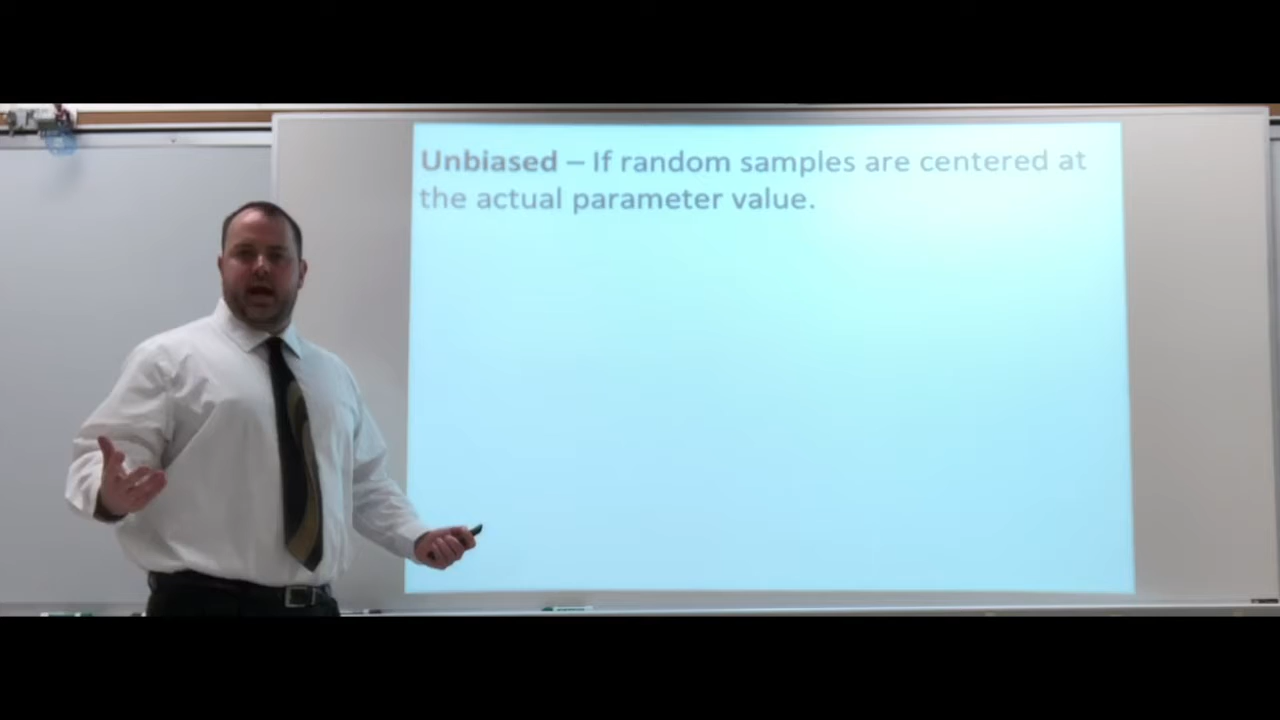 Unbiased – If random samples are centered at
the actual parameter value.